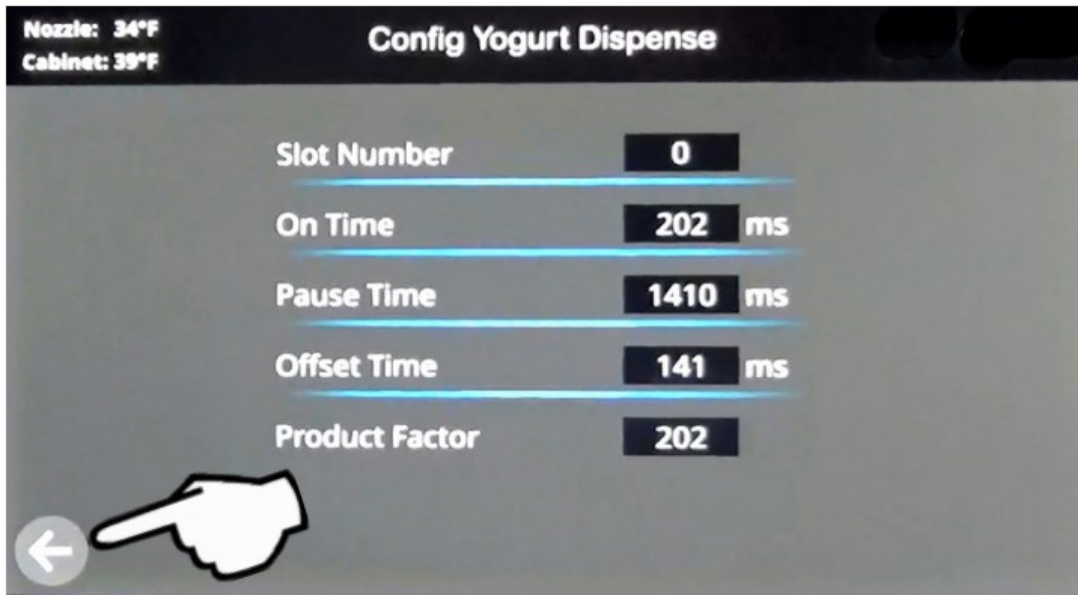 Nozzle: 34°F
Cabinet: 39°F
Config Yogurt Dispense
Slot Number 0
On Time 202 ms
Pause Time 1410 ms
Offset Time 141 ms
Product Factor 202